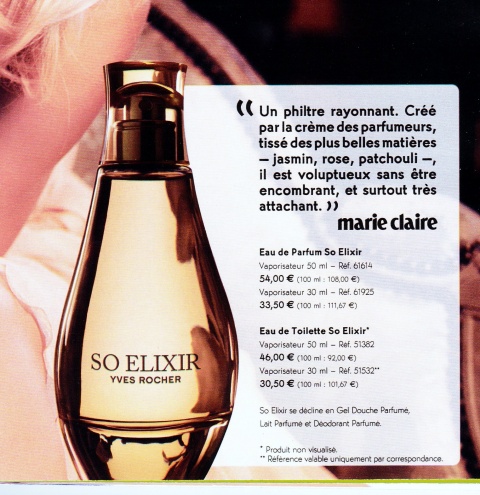 “ Un philtre rayonnant. Créé
par la crème des parfumeurs,
tissé des plus belles matières
– jasmin, rose, patchouli –,
il est voluptueux sans être
encombrant, et surtout très
attachant. ”
marie claire
Eau de Parfum So Elixir
Vaporisateur 50 ml – Réf. 61614
54,00 € (100 ml : 108,00 €)
Vaporisateur 30 ml – Réf. 61925
33,50 € (100 ml : 111,67 €)
Eau de Toilette So Elixir*
Vaporisateur 50 ml – Réf. 51382
46,00 € (100 ml : 92,00 €)
Vaporisateur 30 ml – Réf. 51532**
30,50 € (100 ml : 101,67 €)
So Elixir se décline en Gel Douche Parfumé,
Lait Parfumé et Déodorant Parfumé.
* Produit non visualisé.
** Référence valable uniquement par correspondance.
SO ELIXIR
YVES ROCHER